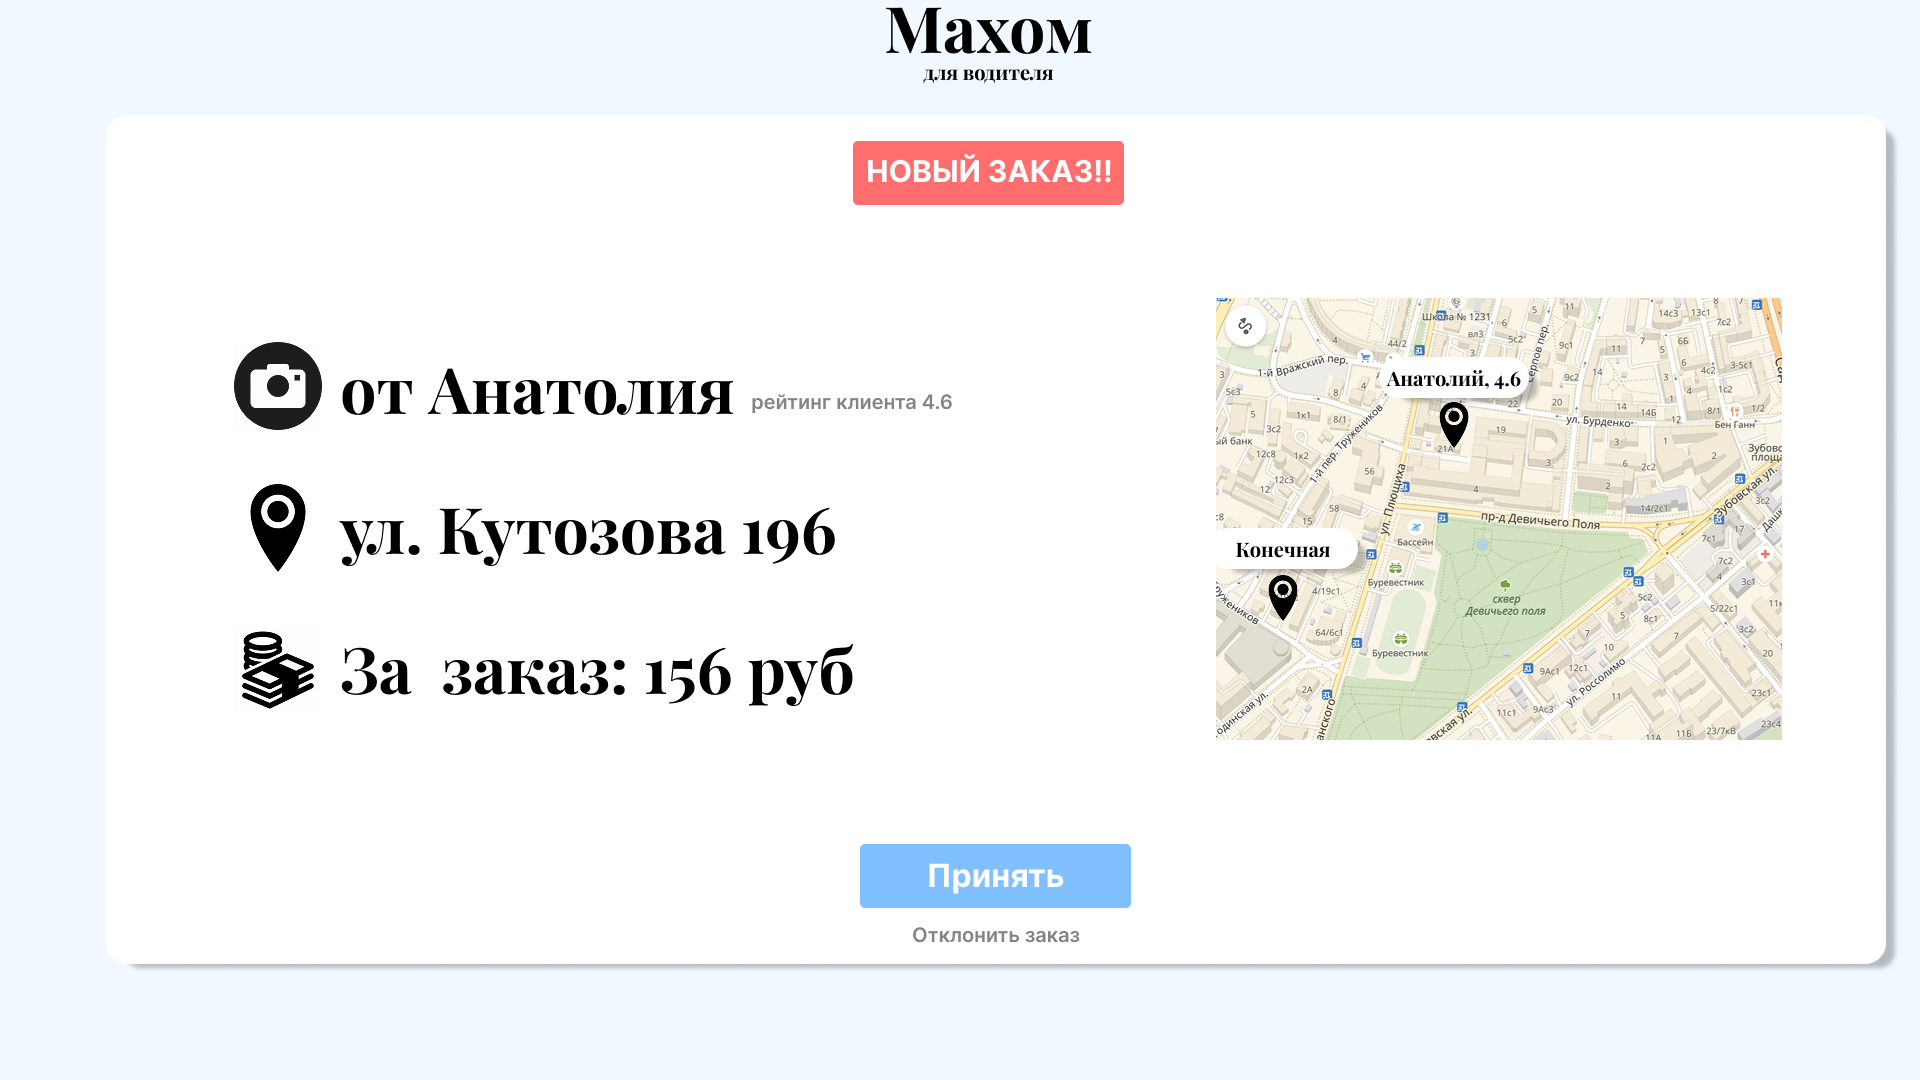 Махом
для водителя
НОВЫЙ ЗАКАЗ!!
от Анатолия рейтинг клиента 4.6
ул. Кутозова 196
За заказ: 156 руб
Школа № 1231
1-й Вражский пер.
Анатолий, 4.6
ул. Бурденко
Бен Ганн
1-й пер. Тружеников
ул. Плющиха
Зубовская ул.
пр-д Девичьего Поля
Бассейн
Конечная
Буревестник
сквер
Девичьего поля
Буревестник
ул. Россолимо
Принять
Отклонить заказ